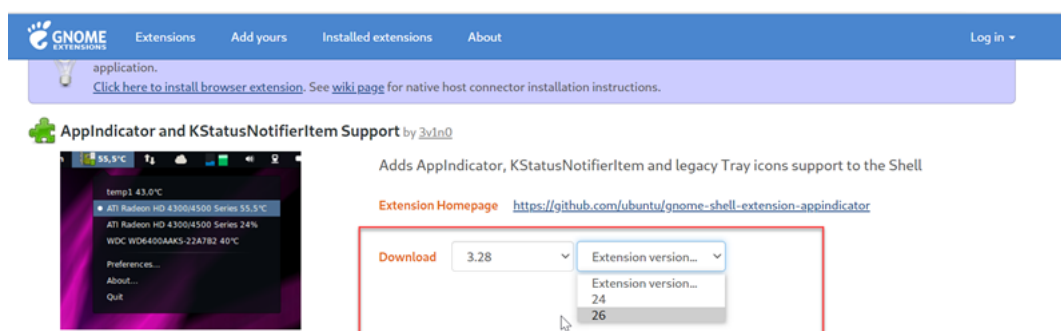 GNOME EXTENSIONS Extensions Add yours Installed extensions About Log in
application.
Click here to install browser extension. See wiki page for native host connector installation instructions.
AppIndicator and KStatusNotifierItem Support by 3v1n0
55,5°C
temp1 43,0°C
ATI Radeon HD 4300/4500 Series 55,5°C
ATI Radeon HD 4300/4500 Series 24%
WDC WD6400AAKS-22A7B2 40°C
Preferences...
About...
Quit
Adds AppIndicator, KStatusNotifierItem and legacy Tray icons support to the Shell
Extension Homepage https://github.com/ubuntu/gnome-shell-extension-appindicator
Download 3.28 Extension version...
Extension version...
24
26